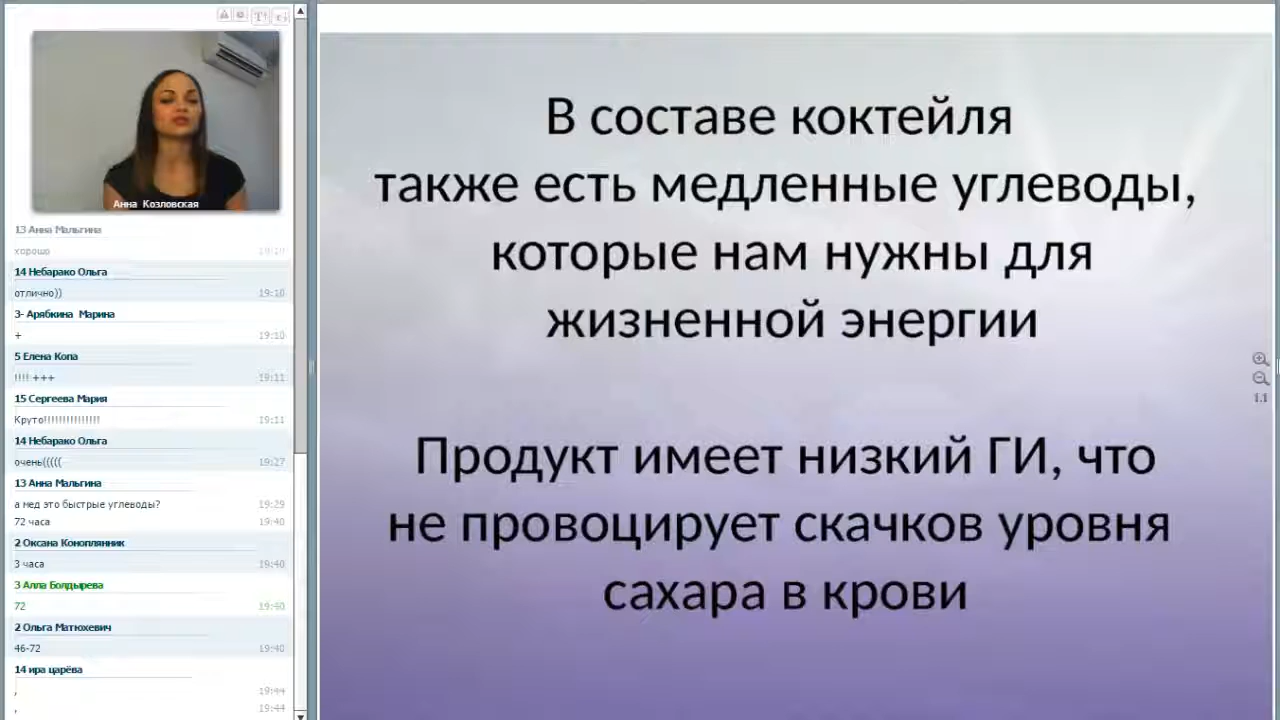 Анна Козловская
13 Анна Мальгина
хорошо 19:10
14 Небарако Ольга
отлично)) 19:10
3- Арябкина Марина
+ 19:10
5 Елена Копа
!!!! +++ 19:11
15 Сергеева Мария
Круто!!!!!!!!!!!!!!! 19:11
14 Небарако Ольга
очень((((( 19:27
13 Анна Мальгина
а мед это быстрые углеводы? 19:29
72 часа 19:40
2 Оксана Коноплянник
3 часа 19:40
3 Алла Болдырева
72 19:40
2 Ольга Матюхевич
46-72 19:40
14 ира царёва
, 19:44
, 19:44
В составе коктейля
также есть медленные углеводы,
которые нам нужны для
жизненной энергии
Продукт имеет низкий ГИ, что
не провоцирует скачков уровня
сахара в крови
1:1